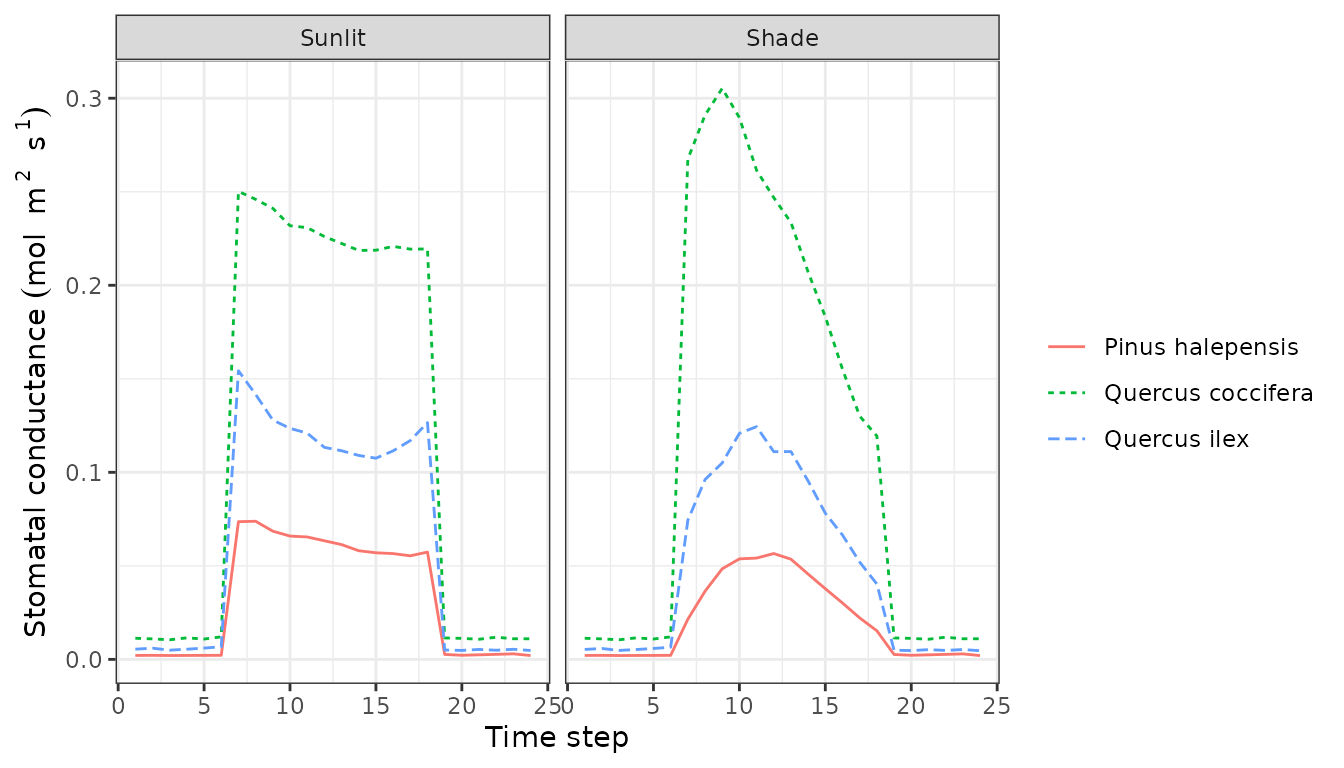 Sunlit
Shade
Stomatal conductance (mol m² s¹)
0.3
0.2
0.1
0.0
0 5 10 15 20 25
0 5 10 15 20 25
Time step
Pinus halepensis
Quercus coccifera
Quercus ilex